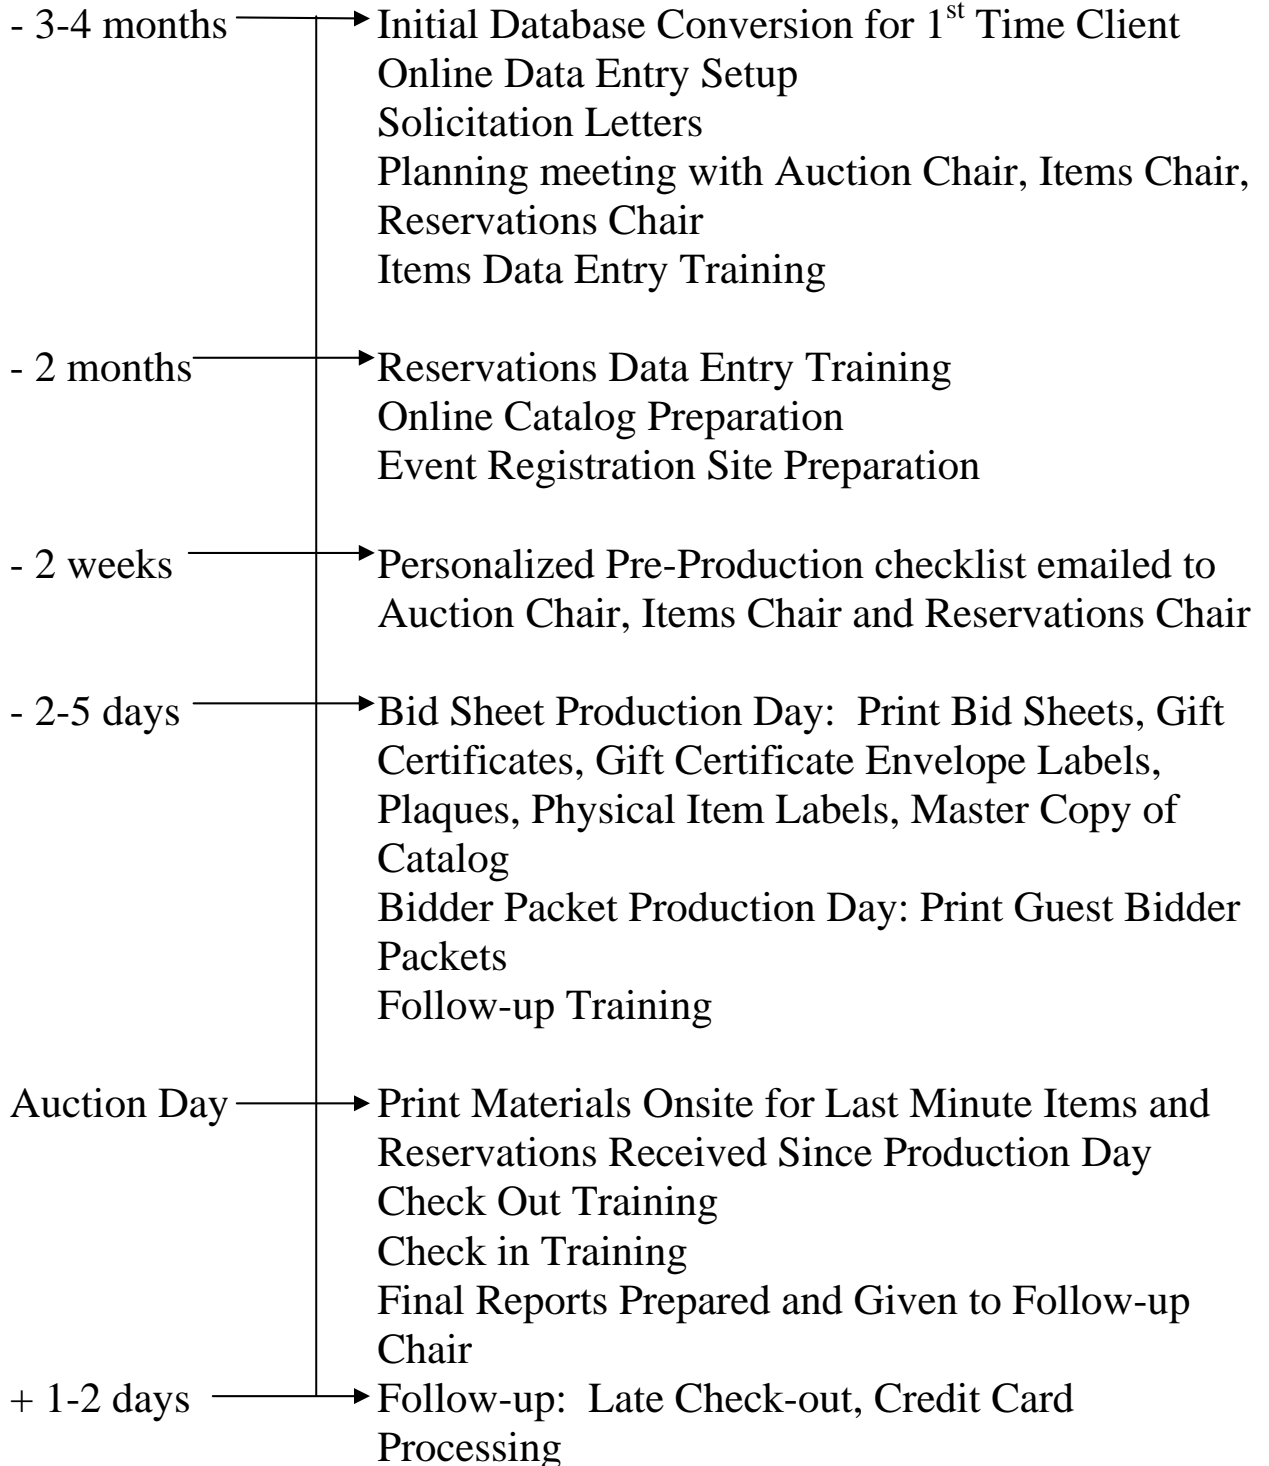 - 3-4 months Initial Database Conversion for 1st Time Client
Online Data Entry Setup
Solicitation Letters
Planning meeting with Auction Chair, Items Chair,
Reservations Chair
Items Data Entry Training
- 2 months Reservations Data Entry Training
Online Catalog Preparation
Event Registration Site Preparation
- 2 weeks Personalized Pre-Production checklist emailed to
Auction Chair, Items Chair and Reservations Chair
- 2-5 days Bid Sheet Production Day:  Print Bid Sheets, Gift
Certificates, Gift Certificate Envelope Labels,
Plaques, Physical Item Labels, Master Copy of
Catalog
Bidder Packet Production Day: Print Guest Bidder
Packets
Follow-up Training
Auction Day Print Materials Onsite for Last Minute Items and
Reservations Received Since Production Day
Check Out Training
Check in Training
Final Reports Prepared and Given to Follow-up
Chair
+ 1-2 days Follow-up:  Late Check-out, Credit Card
Processing